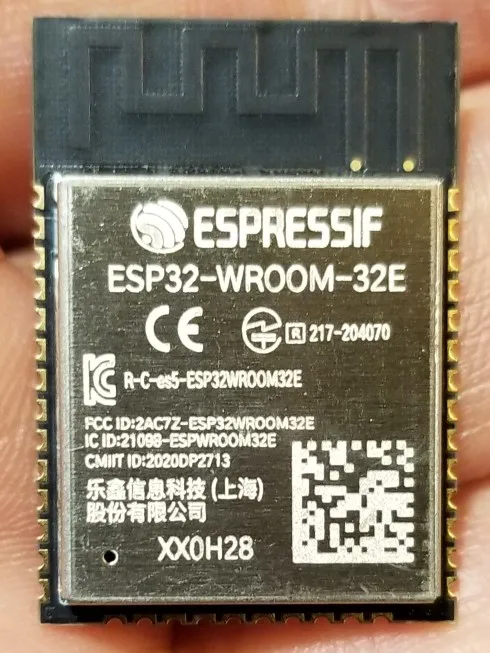 ESPRESSIF
ESP32-WROOM-32E
CE R 217-204070
R-C-es5-ESP32WROOM32E
FCC ID:2AC7Z-ESP32WROOM32E
IC ID:21098-ESPWROOM32E
CMIIT ID:2020DP2713
乐鑫信息科技(上海)
股份有限公司
XX0H28